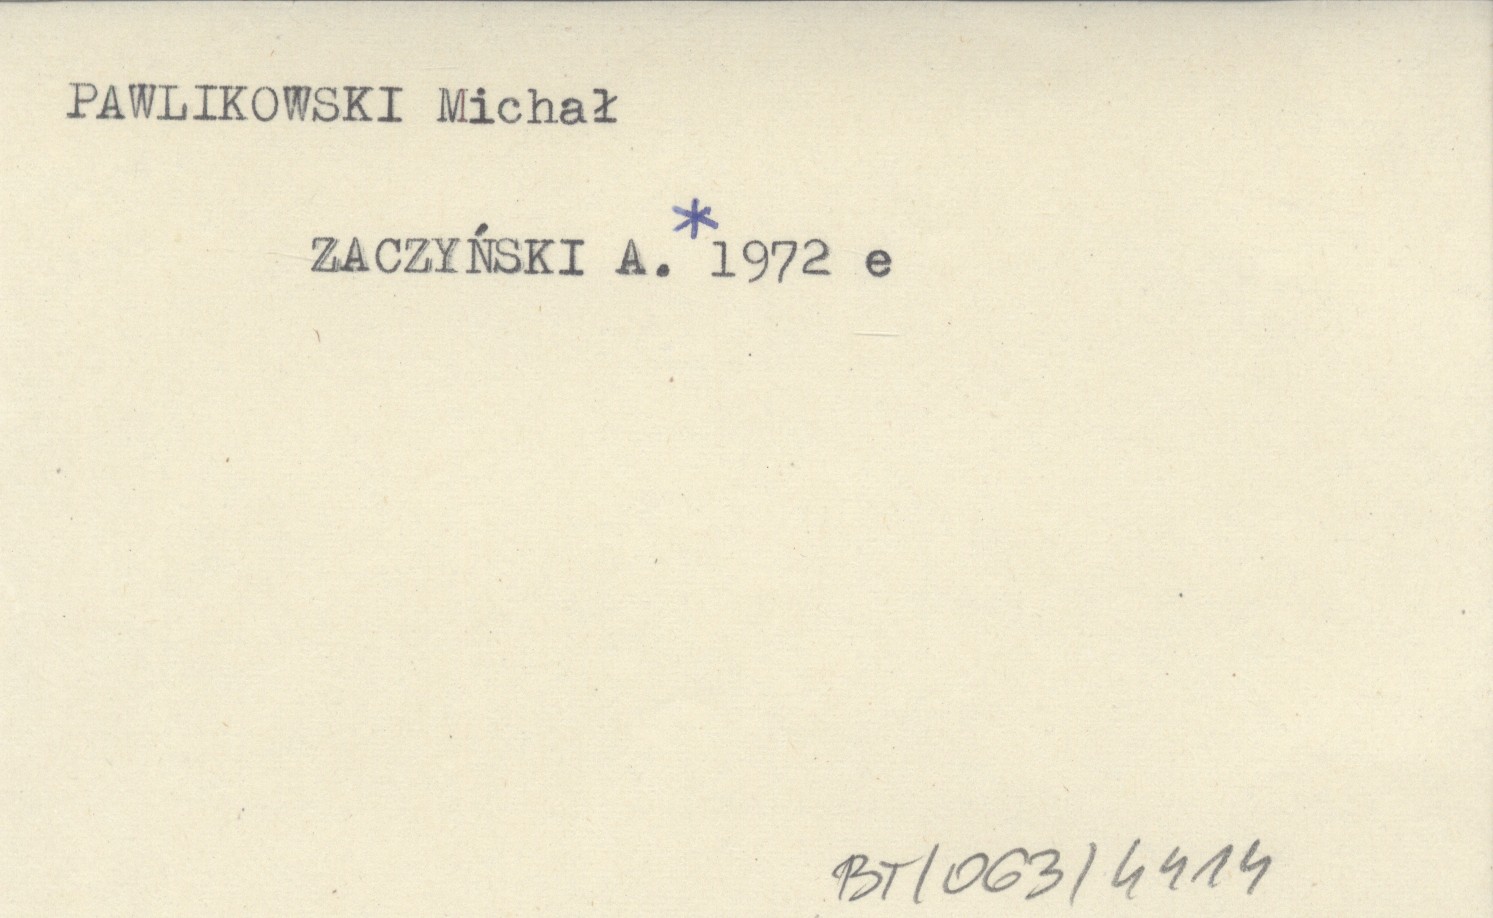 PAWLIKOWSKI Michał
ZACZYŃSKI A.* 1972 e
BT/063/4414